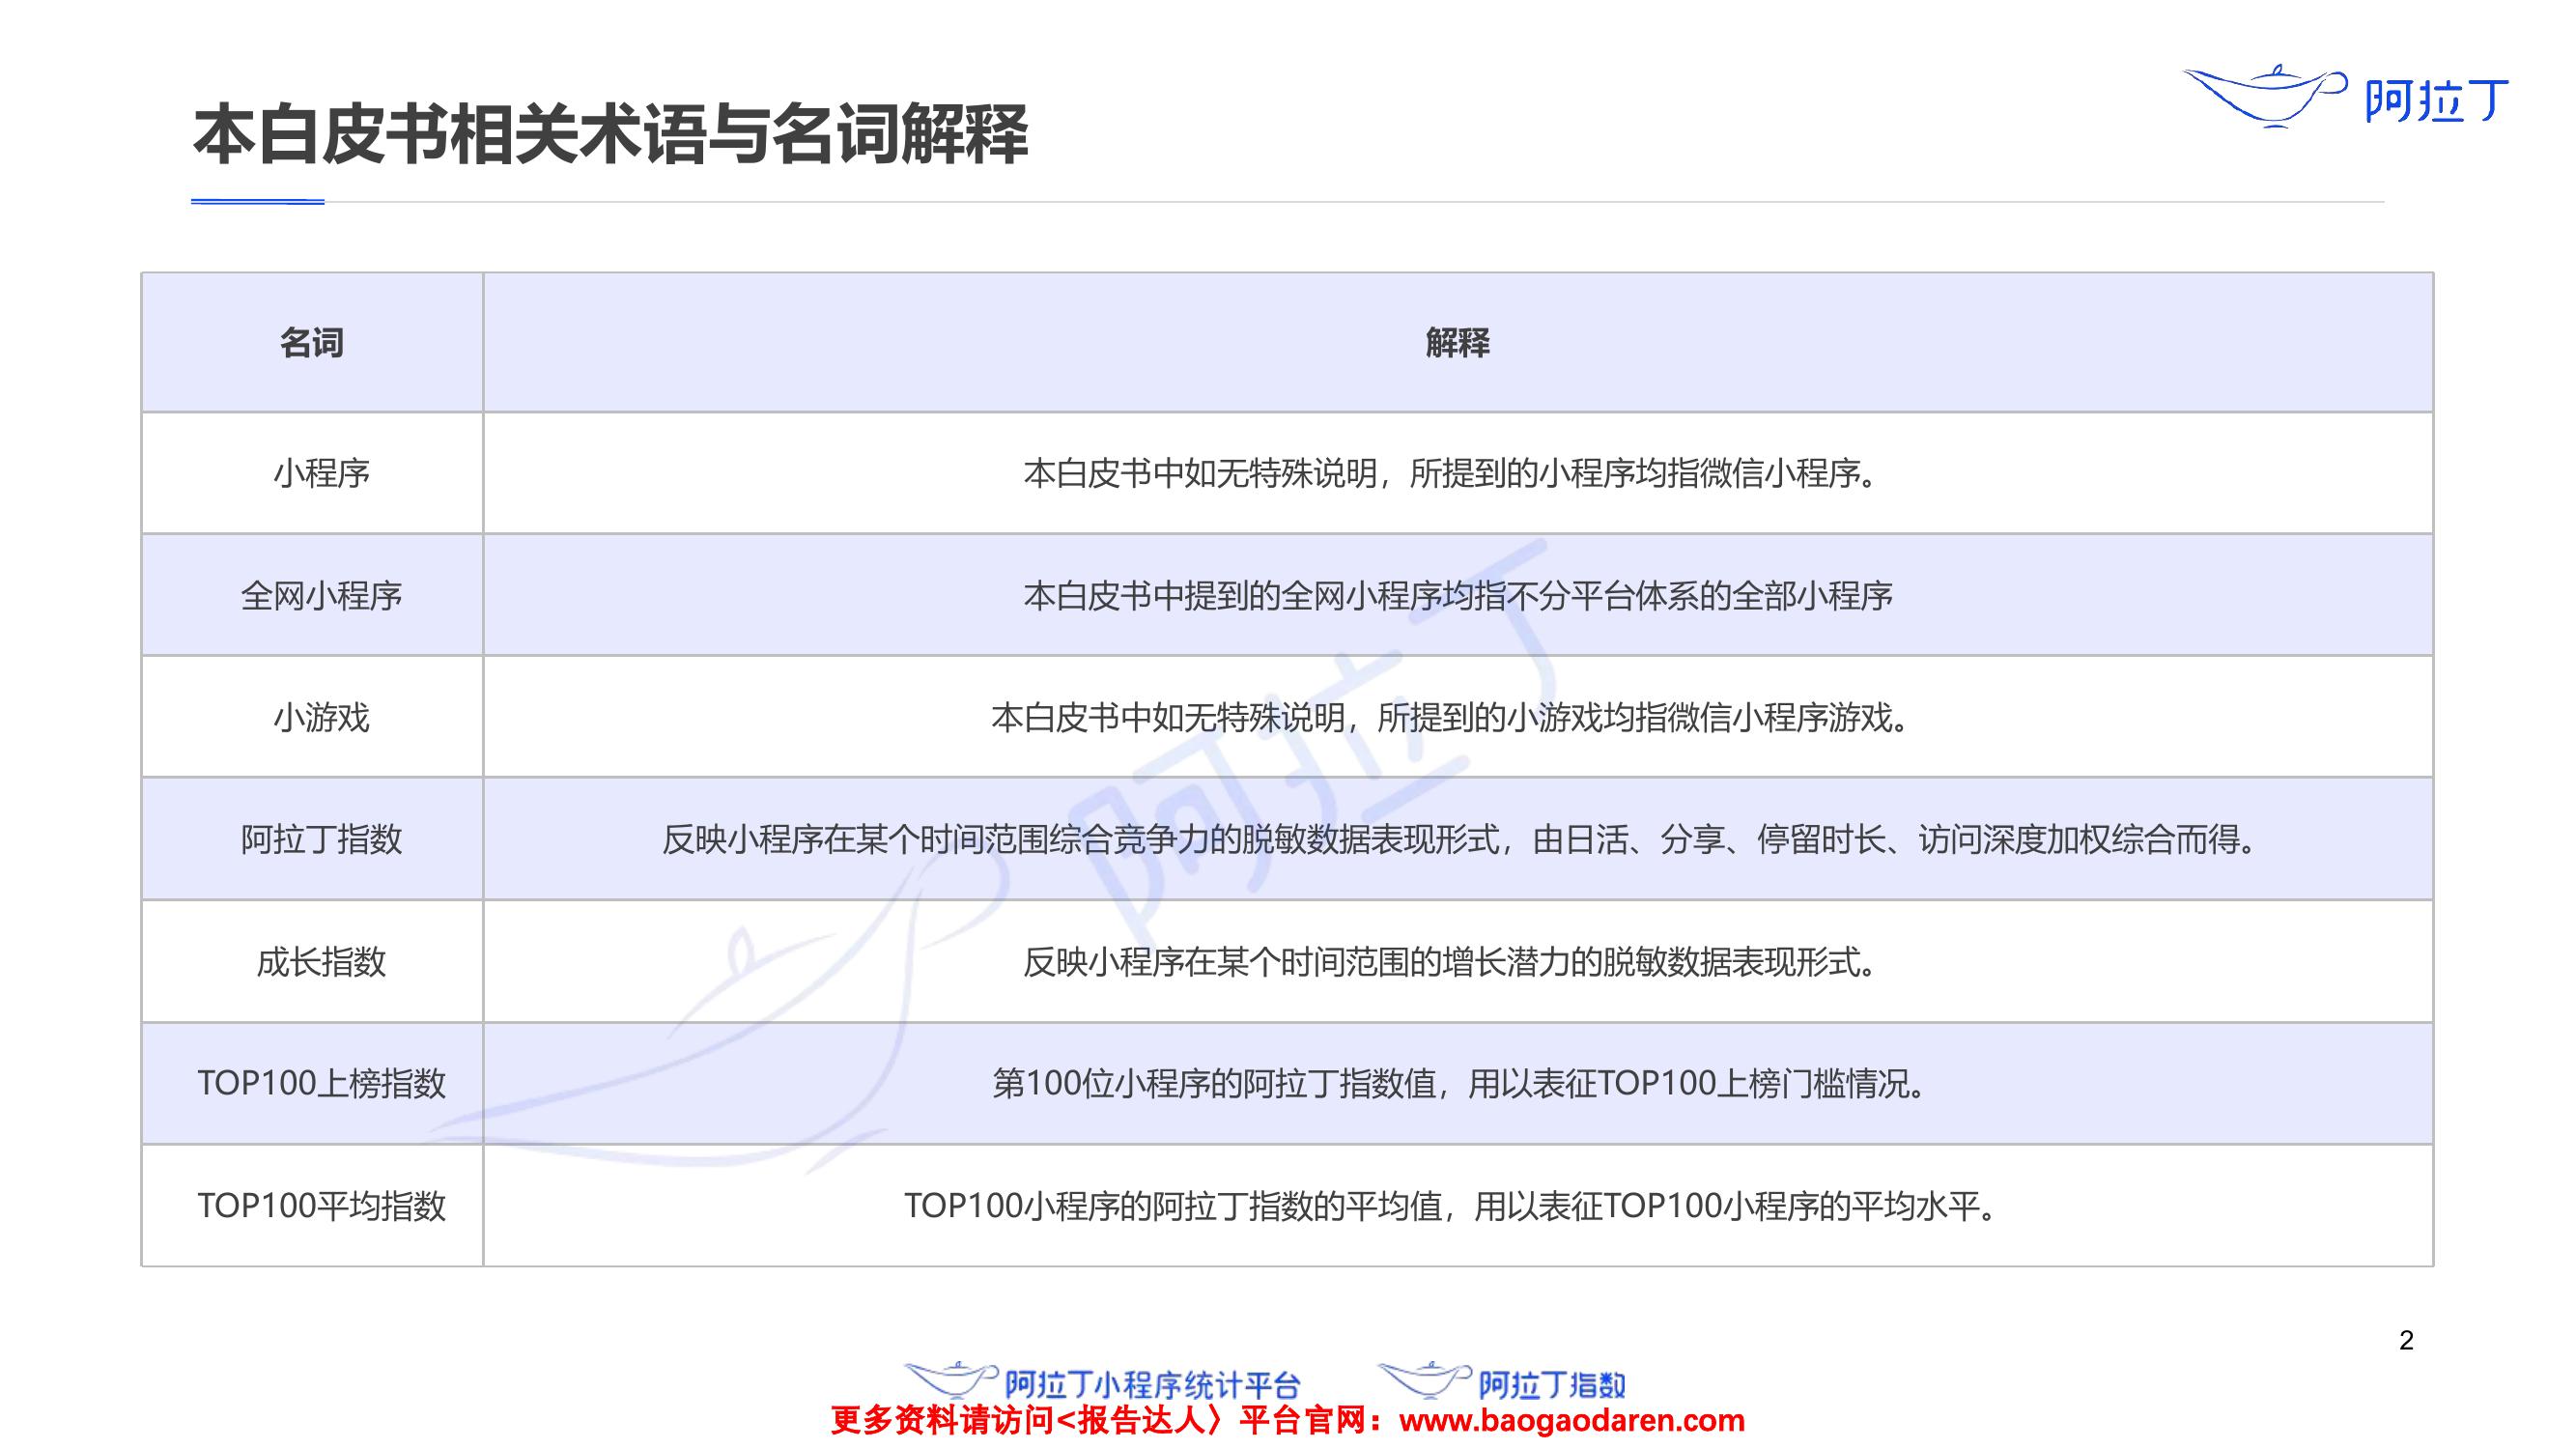 本白皮书相关术语与名词解释
阿拉丁
名词 解释
小程序 本白皮书中如无特殊说明，所提到的小程序均指微信小程序。
全网小程序 本白皮书中提到的全网小程序均指不分平台体系的全部小程序
小游戏 本白皮书中如无特殊说明，所提到的小游戏均指微信小程序游戏。
阿拉丁指数 反映小程序在某个时间范围综合竞争力的脱敏数据表现形式，由日活、分享、停留时长、访问深度加权综合而得。
成长指数 反映小程序在某个时间范围的增长潜力的脱敏数据表现形式。
TOP100上榜指数 第100位小程序的阿拉丁指数值，用以表征TOP100上榜门槛情况。
TOP100平均指数 TOP100小程序的阿拉丁指数的平均值，用以表征TOP100小程序的平均水平。
阿拉丁
2
阿拉丁小程序统计平台 阿拉丁指数
更多资料请访问<报告达人〉平台官网：www.baogaodaren.com